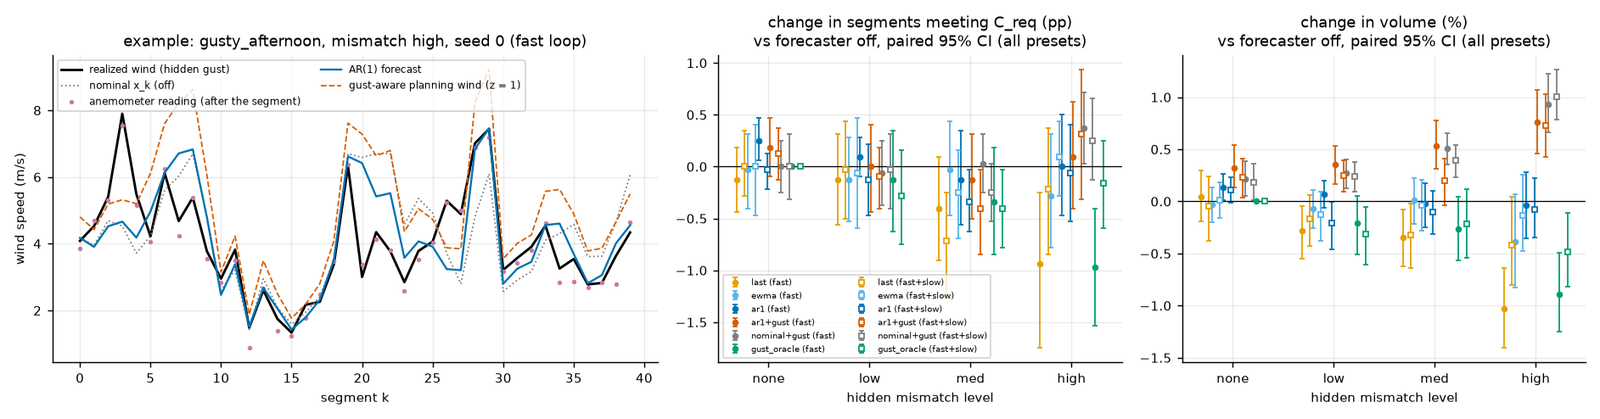 example: gusty_afternoon, mismatch high, seed 0 (fast loop)
realized wind (hidden gust)
nominal x_k (off)
anemometer reading (after the segment)
AR(1) forecast
gust-aware planning wind (z = 1)
wind speed (m/s)
8
6
4
2
0
5
10
15
20
25
30
35
40
segment k
change in segments meeting C_req (pp)
vs forecaster off, paired 95% CI (all presets)
1.0
0.5
0.0
−0.5
−1.0
−1.5
last (fast)
ewma (fast)
ar1 (fast)
ar1+gust (fast)
nominal+gust (fast)
gust_oracle (fast)
last (fast+slow)
ewma (fast+slow)
ar1 (fast+slow)
ar1+gust (fast+slow)
nominal+gust (fast+slow)
gust_oracle (fast+slow)
none
low
med
high
hidden mismatch level
change in volume (%)
vs forecaster off, paired 95% CI (all presets)
1.0
0.5
0.0
−0.5
−1.0
−1.5
none
low
med
high
hidden mismatch level